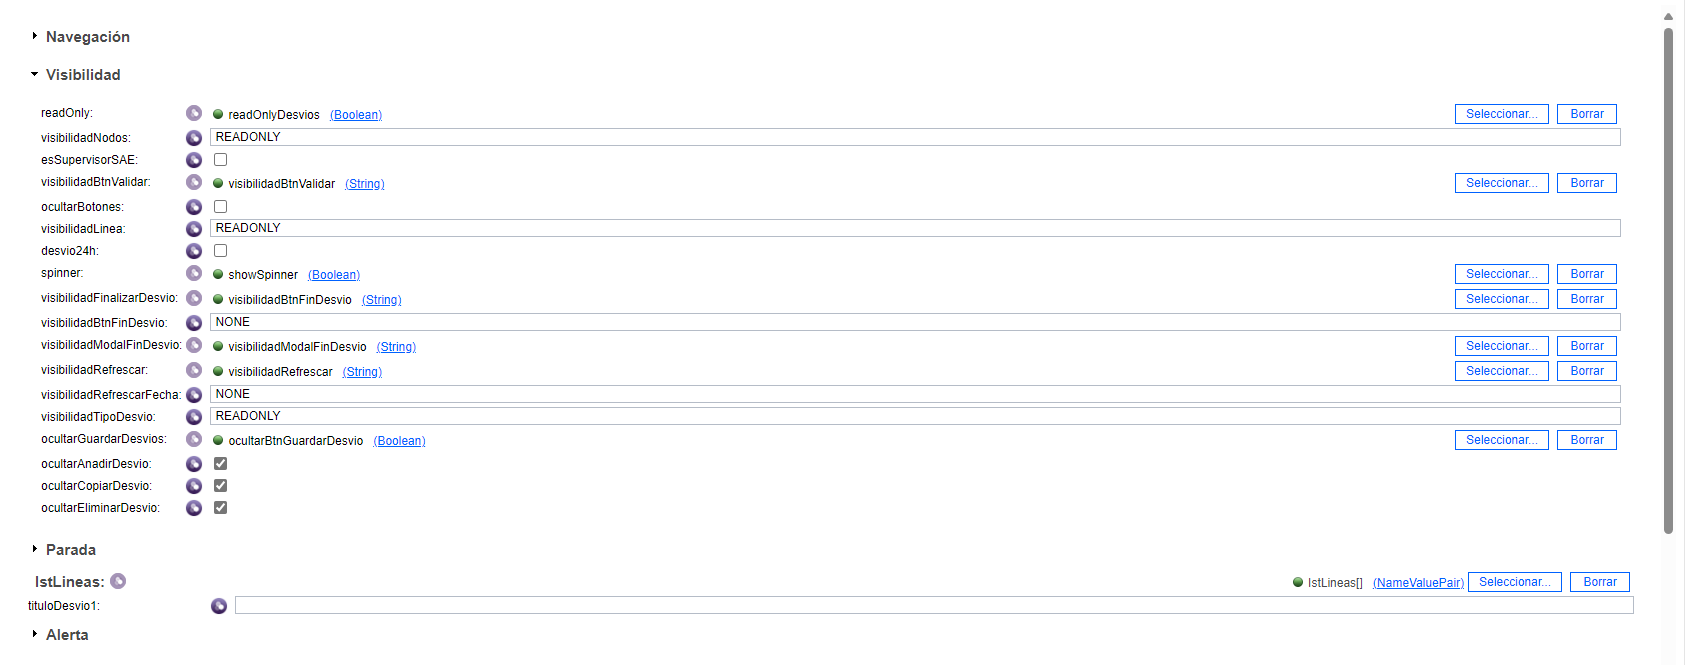 Navegación
Visibilidad
readOnly: readOnlyDesvios (Boolean) Seleccionar... Borrar
visibilidadNodos: READONLY
esSupervisorSAE:
visibilidadBtnValidar: visibilidadBtnValidar (String) Seleccionar... Borrar
ocultarBotones:
visibilidadLinea: READONLY
desvio24h:
spinner: showSpinner (Boolean) Seleccionar... Borrar
visibilidadFinalizarDesvio: visibilidadBtnFinDesvio (String) Seleccionar... Borrar
visibilidadBtnFinDesvio: NONE
visibilidadModalFinDesvio: visibilidadModalFinDesvio (String) Seleccionar... Borrar
visibilidadRefrescar: visibilidadRefrescar (String) Seleccionar... Borrar
visibilidadRefrescarFecha: NONE
visibilidadTipoDesvio: READONLY
ocultarGuardarDesvios: ocultarBtnGuardarDesvio (Boolean) Seleccionar... Borrar
ocultarAnadirDesvio:
ocultarCopiarDesvio:
ocultarEliminarDesvio:
Parada
lstLineas: lstLineas[] (NameValuePair) Seleccionar... Borrar
tituloDesvio1:
Alerta